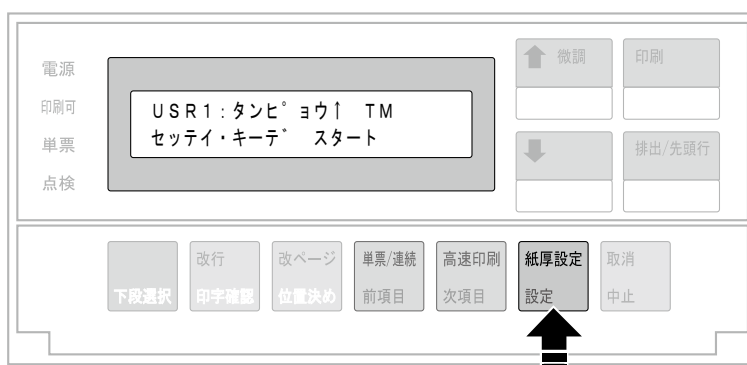 電源
印刷可
単票
点検
USR1:タンヒ゜ョウ↑ TM
セッテイ・キーデ スタート
↑ 微調
印刷
↓
排出/先頭行
下段選択
改行
印字確認
改ページ
位置決め
単票/連続
前項目
高速印刷
次項目
紙厚設定
設定
取消
中止